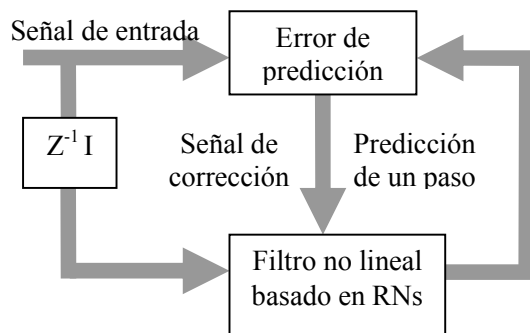 Señal de entrada
Error de
predicción
Z⁻¹ I
Señal de
corrección
Predicción
de un paso
Filtro no lineal
basado en RNs